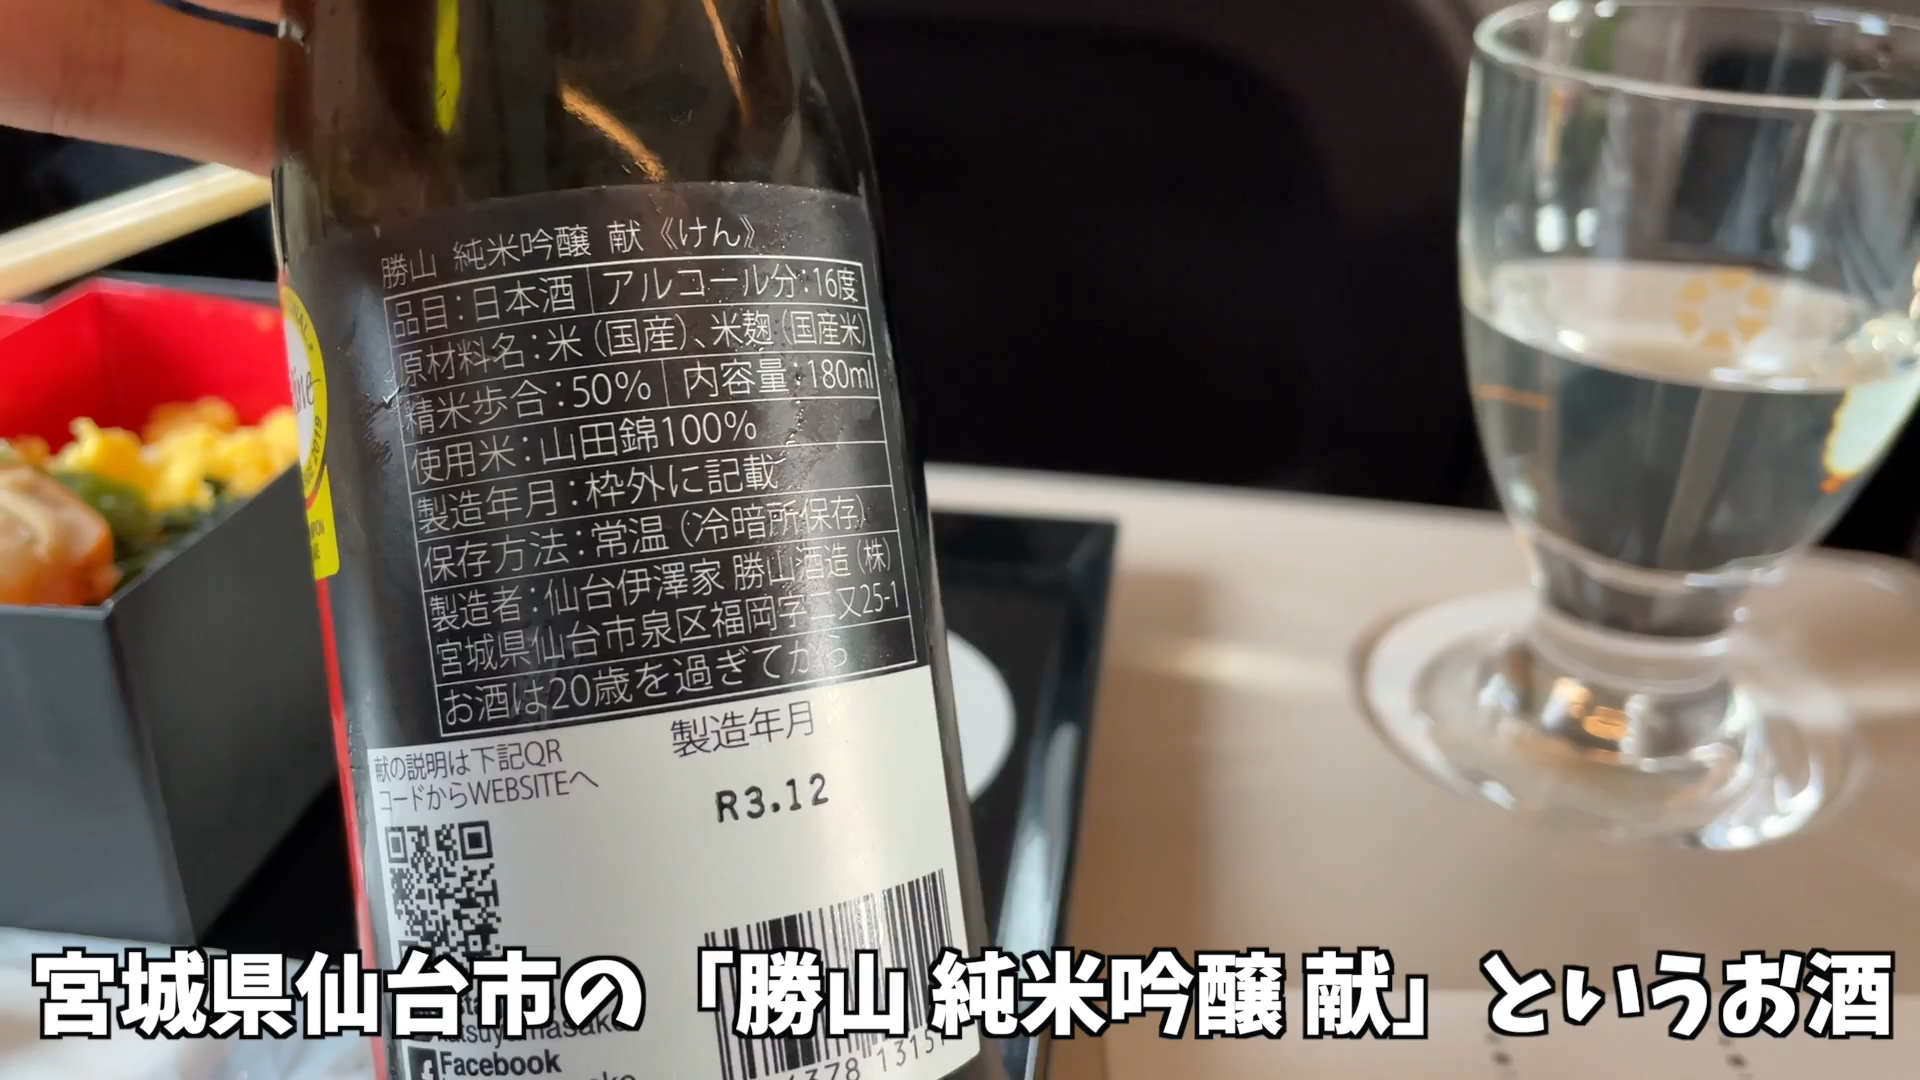 勝山 純米吟醸 献《けん》
品目：日本酒 アルコール分：16度
原材料名：米（国産）、米麹（国産米）
精米歩合：50% 内容量：180ml
使用米：山田錦100%
製造年月：枠外に記載
保存方法：常温（冷暗所保存）
製造者：仙台伊澤家 勝山酒造（株）
宮城県仙台市泉区福岡字二又25-1
お酒は20歳を過ぎてから
製造年月
R3.12
献の説明は下記QR
コードからWEBSITEへ
Facebook
宮城県仙台市の「勝山 純米吟醸 献」というお酒